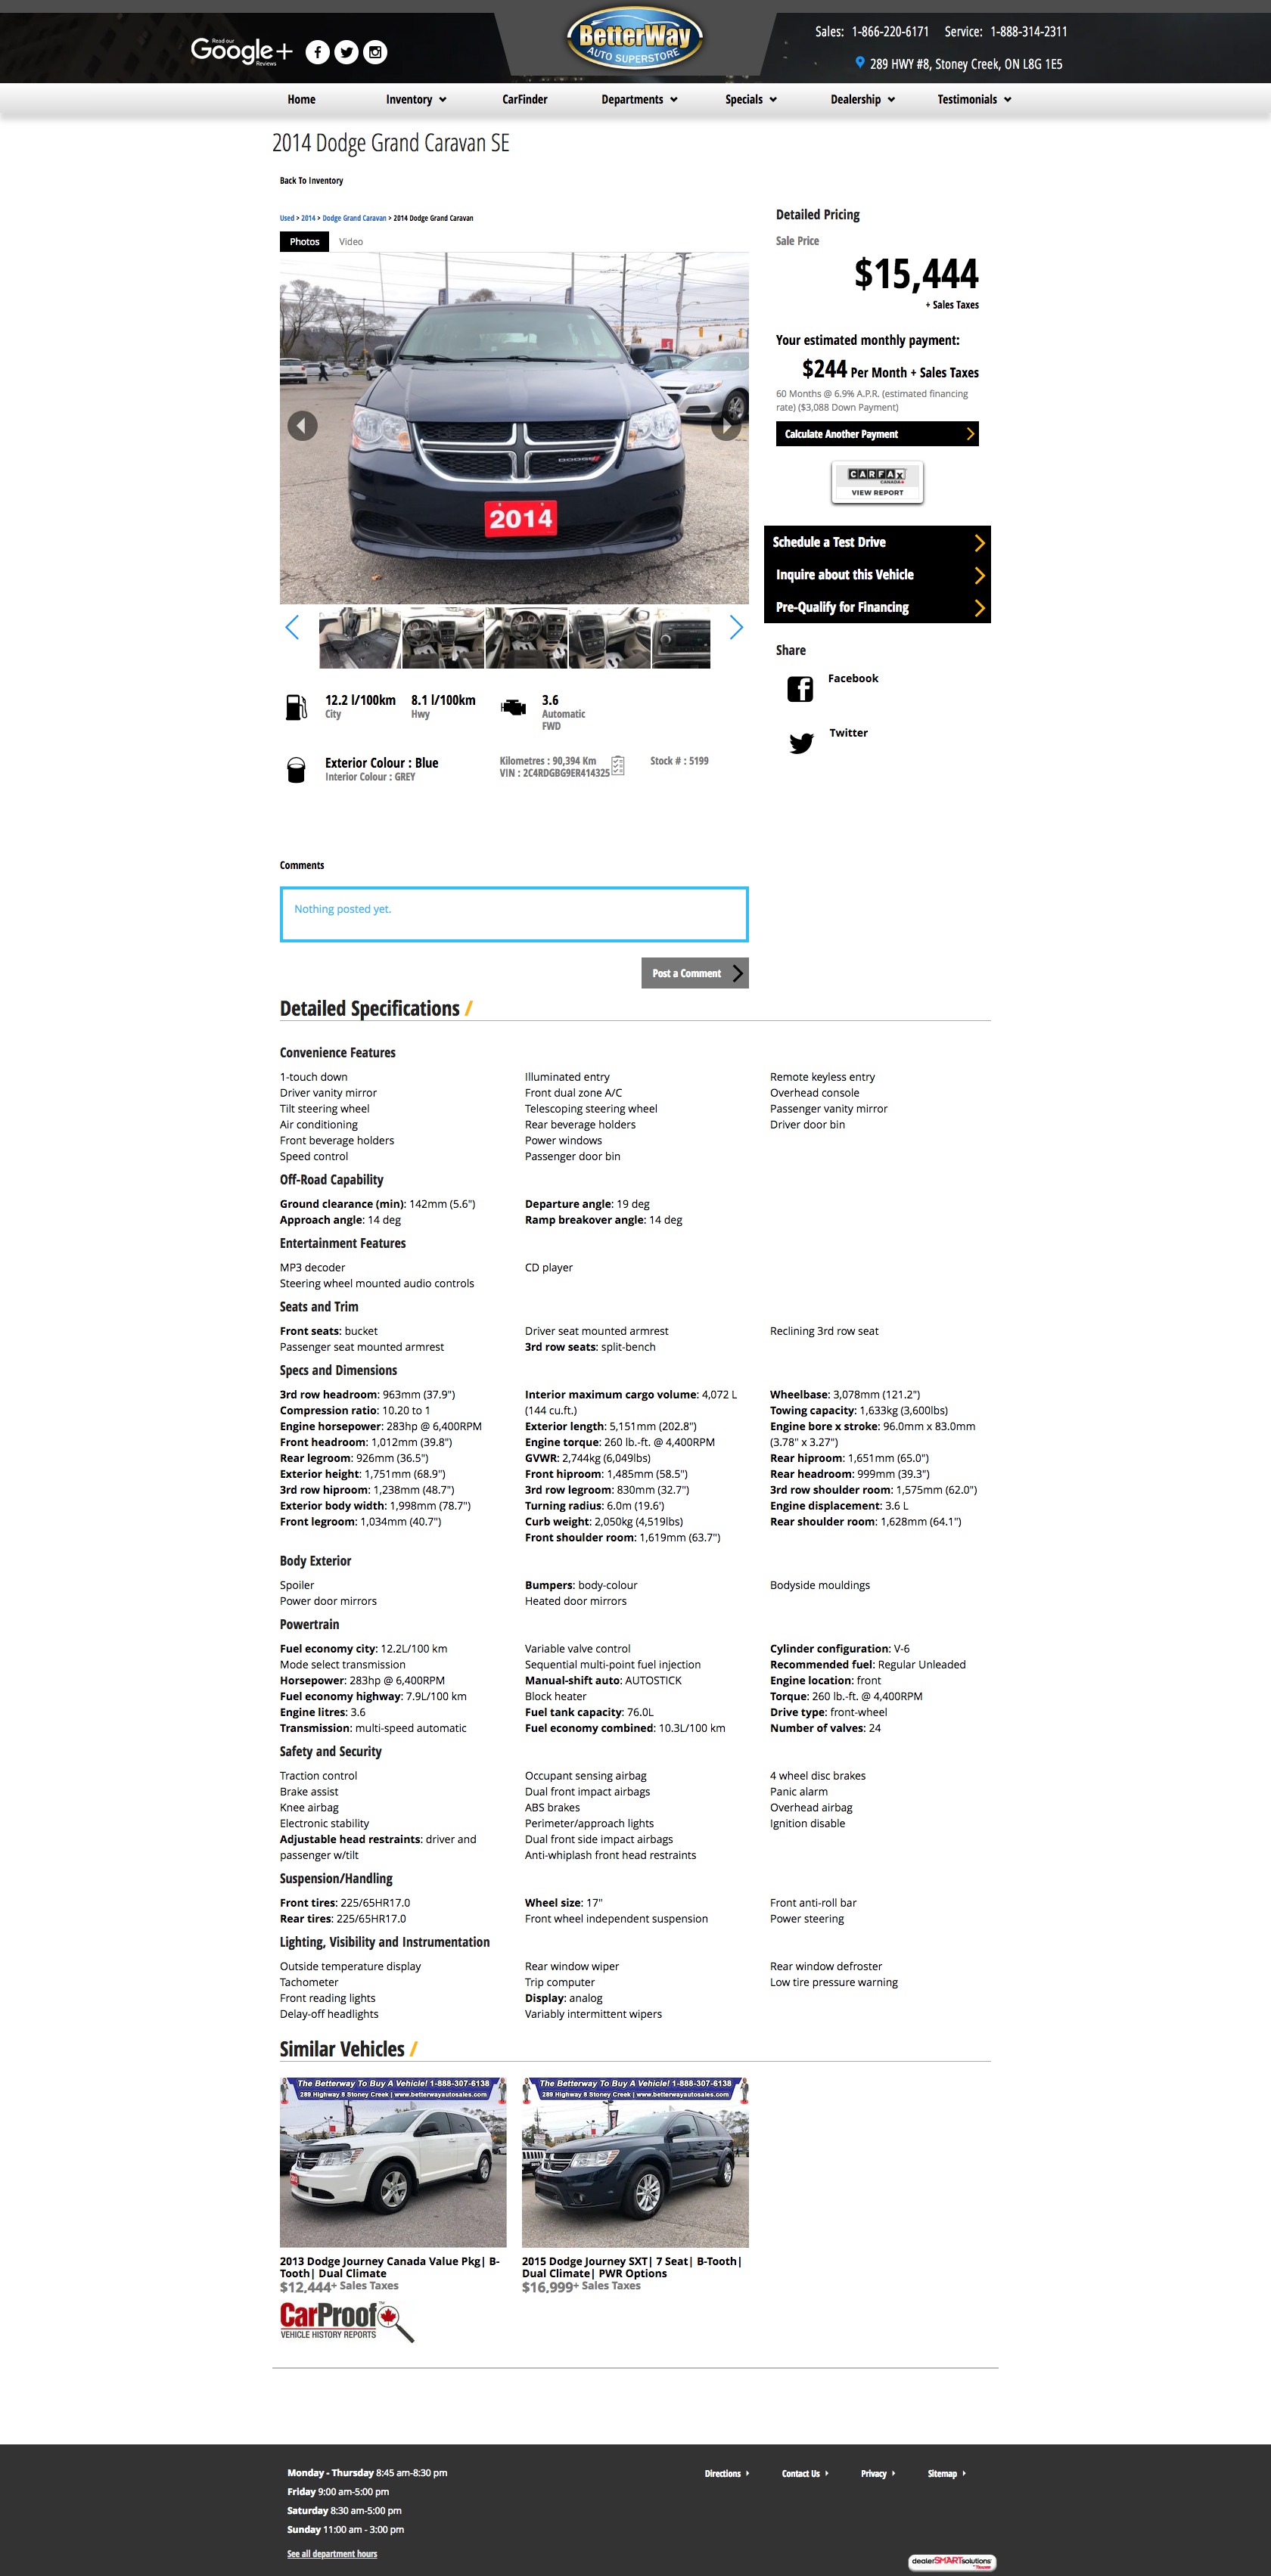 Read our
Google+
Reviews
BetterWay
AUTO SUPERSTORE
Sales: 1-866-220-6171 Service: 1-888-314-2311
289 HWY #8, Stoney Creek, ON L8G 1E5
Home Inventory CarFinder Departments Specials Dealership Testimonials
2014 Dodge Grand Caravan SE
Back To Inventory
Used > 2014 > Dodge Grand Caravan > 2014 Dodge Grand Caravan
Photos Video
DODGE
2014
Detailed Pricing
Sale Price
$15,444
+ Sales Taxes
Your estimated monthly payment:
$244 Per Month + Sales Taxes
60 Months @ 6.9% A.P.R. (estimated financing
rate) ($3,088 Down Payment)
Calculate Another Payment
CARFAX
CANADA
VIEW REPORT
Schedule a Test Drive
Inquire about this Vehicle
Pre-Qualify for Financing
Share
Facebook
Twitter
12.2 l/100km 8.1 l/100km 3.6
City Hwy Automatic
FWD
Exterior Colour : Blue
Interior Colour : GREY
Kilometres : 90,394 Km
VIN : 2C4RDGBG9ER414325
Stock # : 5199
Comments
Nothing posted yet.
Post a Comment
Detailed Specifications /
Convenience Features
1-touch down Illuminated entry Remote keyless entry
Driver vanity mirror Front dual zone A/C Overhead console
Tilt steering wheel Telescoping steering wheel Passenger vanity mirror
Air conditioning Rear beverage holders Driver door bin
Front beverage holders Power windows
Speed control Passenger door bin
Off-Road Capability
Ground clearance (min): 142mm (5.6") Departure angle: 19 deg
Approach angle: 14 deg Ramp breakover angle: 14 deg
Entertainment Features
MP3 decoder CD player
Steering wheel mounted audio controls
Seats and Trim
Front seats: bucket Driver seat mounted armrest Reclining 3rd row seat
Passenger seat mounted armrest 3rd row seats: split-bench
Specs and Dimensions
3rd row headroom: 963mm (37.9") Interior maximum cargo volume: 4,072 L Wheelbase: 3,078mm (121.2")
Compression ratio: 10.20 to 1 (144 cu.ft.) Towing capacity: 1,633kg (3,600lbs)
Engine horsepower: 283hp @ 6,400RPM Exterior length: 5,151mm (202.8") Engine bore x stroke: 96.0mm x 83.0mm
Front headroom: 1,012mm (39.8") Engine torque: 260 lb.-ft. @ 4,400RPM (3.78" x 3.27")
Rear legroom: 926mm (36.5") GVWR: 2,744kg (6,049lbs) Rear hiproom: 1,651mm (65.0")
Exterior height: 1,751mm (68.9") Front hiproom: 1,485mm (58.5") Rear headroom: 999mm (39.3")
3rd row hiproom: 1,238mm (48.7") 3rd row legroom: 830mm (32.7") 3rd row shoulder room: 1,575mm (62.0")
Exterior body width: 1,998mm (78.7") Turning radius: 6.0m (19.6') Engine displacement: 3.6 L
Front legroom: 1,034mm (40.7") Curb weight: 2,050kg (4,519lbs) Rear shoulder room: 1,628mm (64.1")
Front shoulder room: 1,619mm (63.7")
Body Exterior
Spoiler Bumpers: body-colour Bodyside mouldings
Power door mirrors Heated door mirrors
Powertrain
Fuel economy city: 12.2L/100 km Variable valve control Cylinder configuration: V-6
Mode select transmission Sequential multi-point fuel injection Recommended fuel: Regular Unleaded
Horsepower: 283hp @ 6,400RPM Manual-shift auto: AUTOSTICK Engine location: front
Fuel economy highway: 7.9L/100 km Block heater Torque: 260 lb.-ft. @ 4,400RPM
Engine litres: 3.6 Fuel tank capacity: 76.0L Drive type: front-wheel
Transmission: multi-speed automatic Fuel economy combined: 10.3L/100 km Number of valves: 24
Safety and Security
Traction control Occupant sensing airbag 4 wheel disc brakes
Brake assist Dual front impact airbags Panic alarm
Knee airbag ABS brakes Overhead airbag
Electronic stability Perimeter/approach lights Ignition disable
Adjustable head restraints: driver and Dual front side impact airbags
passenger w/tilt Anti-whiplash front head restraints
Suspension/Handling
Front tires: 225/65HR17.0 Wheel size: 17" Front anti-roll bar
Rear tires: 225/65HR17.0 Front wheel independent suspension Power steering
Lighting, Visibility and Instrumentation
Outside temperature display Rear window wiper Rear window defroster
Tachometer Trip computer Low tire pressure warning
Front reading lights Display: analog
Delay-off headlights Variably intermittent wipers
Similar Vehicles /
The Betterway To Buy A Vehicle! 1-888-307-6138 The Betterway To Buy A Vehicle! 1-888-307-6138
289 Highway 8 Stoney Creek | www.betterwayautosales.com 289 Highway 8 Stoney Creek | www.betterwayautosales.com
2013 Dodge Journey Canada Value Pkg| B- 2015 Dodge Journey SXT| 7 Seat| B-Tooth|
Tooth| Dual Climate Dual Climate| PWR Options
$12,444+ Sales Taxes $16,999+ Sales Taxes
CarProof™
VEHICLE HISTORY REPORTS
Monday - Thursday 8:45 am-8:30 pm Directions Contact Us Privacy Sitemap
Friday 9:00 am-5:00 pm
Saturday 8:30 am-5:00 pm
Sunday 11:00 am - 3:00 pm
See all department hours
dealerSMARTsolutions